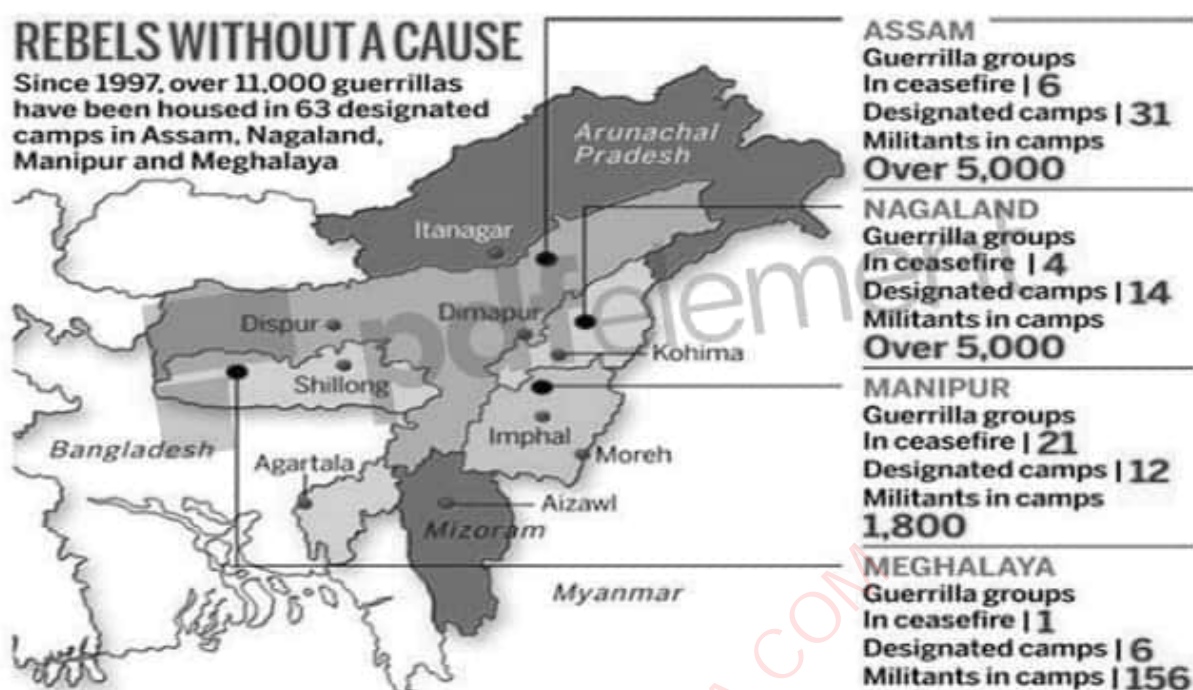 REBELS WITHOUT A CAUSE
Since 1997, over 11,000 guerrillas
have been housed in 63 designated
camps in Assam, Nagaland,
Manipur and Meghalaya
Arunachal
Pradesh
Itanagar
Dispur
Dimapur
Kohima
Shillong
Imphal
Moreh
Bangladesh
Agartala
Aizawl
Mizoram
Myanmar
ASSAM
Guerrilla groups
In ceasefire | 6
Designated camps | 31
Militants in camps
Over 5,000
NAGALAND
Guerrilla groups
In ceasefire | 4
Designated camps | 14
Militants in camps
Over 5,000
MANIPUR
Guerrilla groups
In ceasefire | 21
Designated camps | 12
Militants in camps
1,800
MEGHALAYA
Guerrilla groups
In ceasefire | 1
Designated camps | 6
Militants in camps | 156
pdfelement